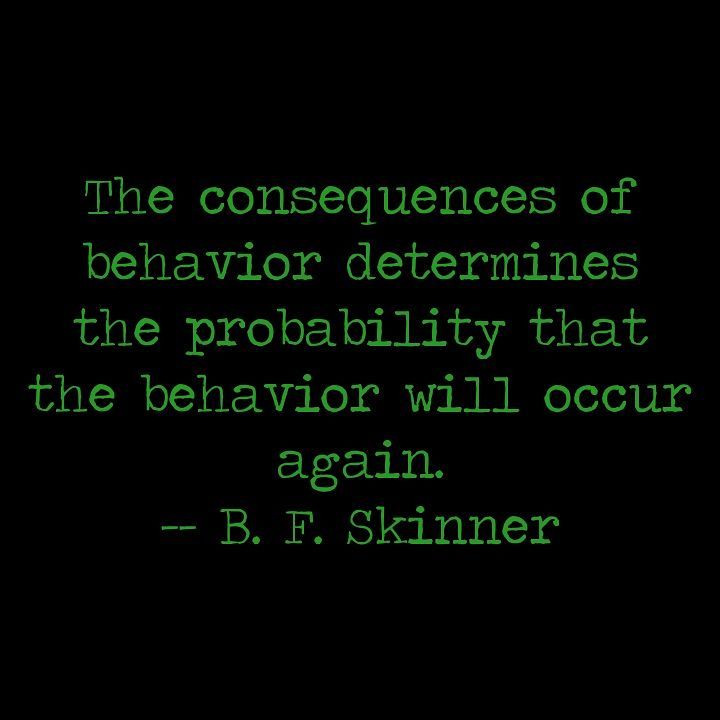 The consequences of
behavior determines
the probability that
the behavior will occur
again.
-- B. F. Skinner